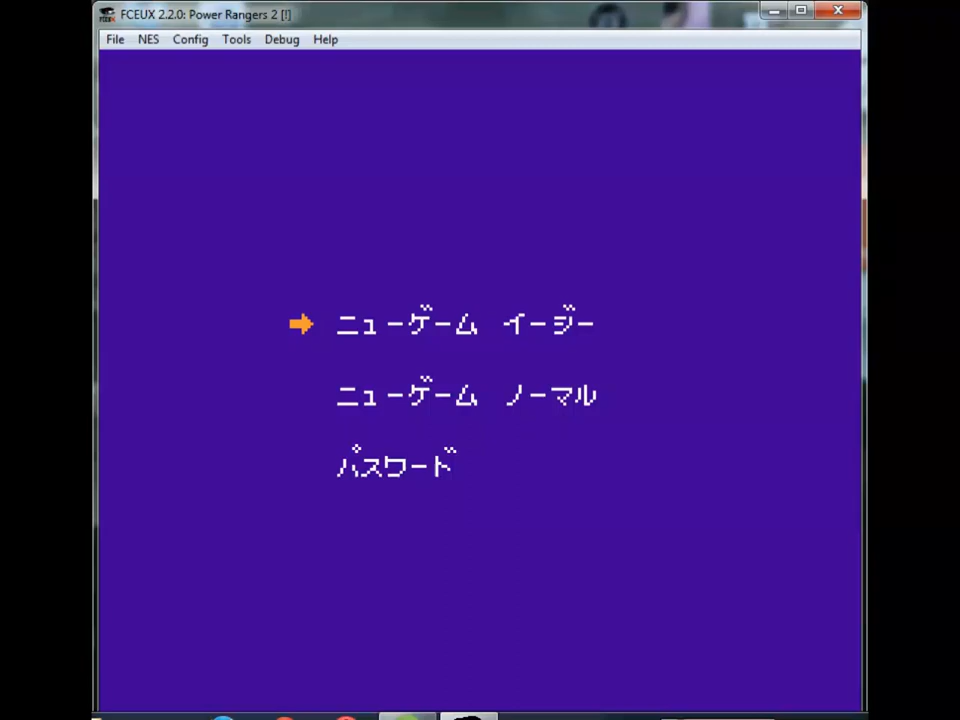 FCEUX 2.2.0: Power Rangers 2 [!]
File NES Config Tools Debug Help
ニューゲーム イージー
ニューゲーム ノーマル
パスワード